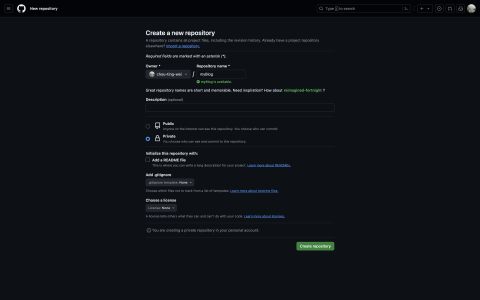 New repository
Type / to search
Create a new repository
A repository contains all project files, including the revision history. Already have a project repository
elsewhere? Import a repository.
Required fields are marked with an asterisk (*).
Owner *
Repository name *
/
Great repository names are short and memorable. Need inspiration? How about reimagined-fortnight ?
Description (optional)
Public
Anyone on the internet can see this repository. You choose who can commit.
Private
You choose who can see and commit to this repository.
Initialize this repository with:
Add a README file
This is where you can write a long description for your project. Learn more about READMEs.
Add .gitignore
.gitignore template: None
Choose which files not to track from a list of templates. Learn more about ignoring files.
Choose a license
License: None
A license tells others what they can and can't do with your code. Learn more about licenses.
You are creating a private repository in your personal account.
Create repository